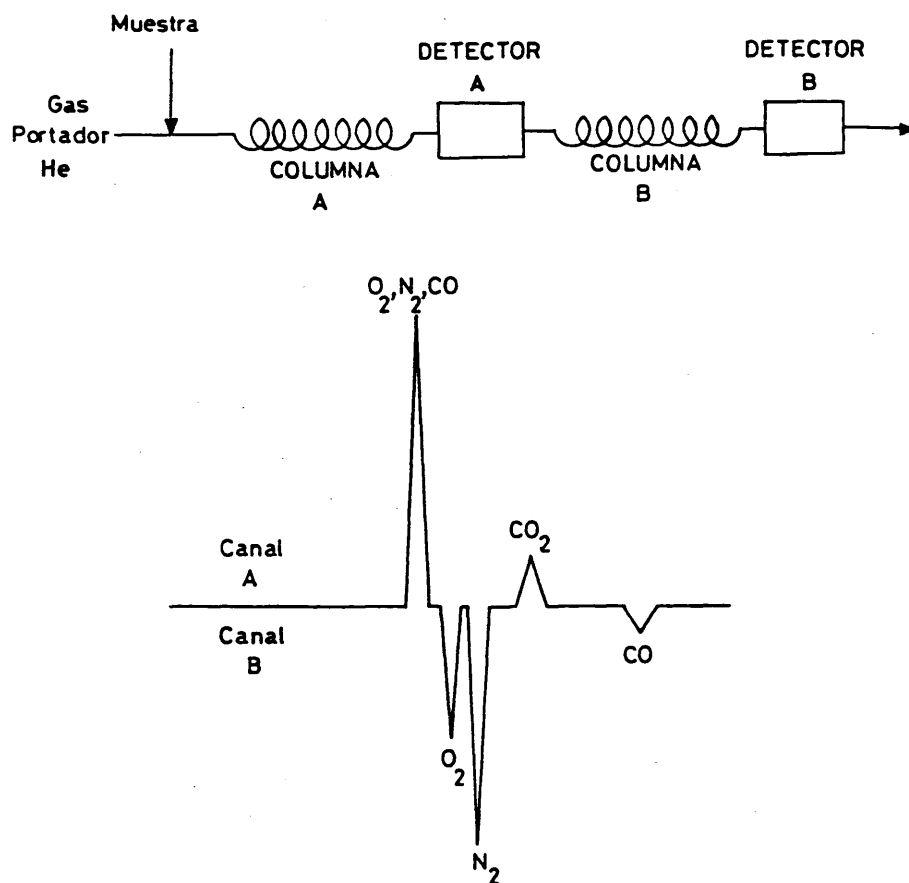 Muestra
Gas
Portador
He
COLUMNA
A
DETECTOR
A
COLUMNA
B
DETECTOR
B
O2,N2,CO
Canal
A
Canal
B
O2
N2
CO2
CO